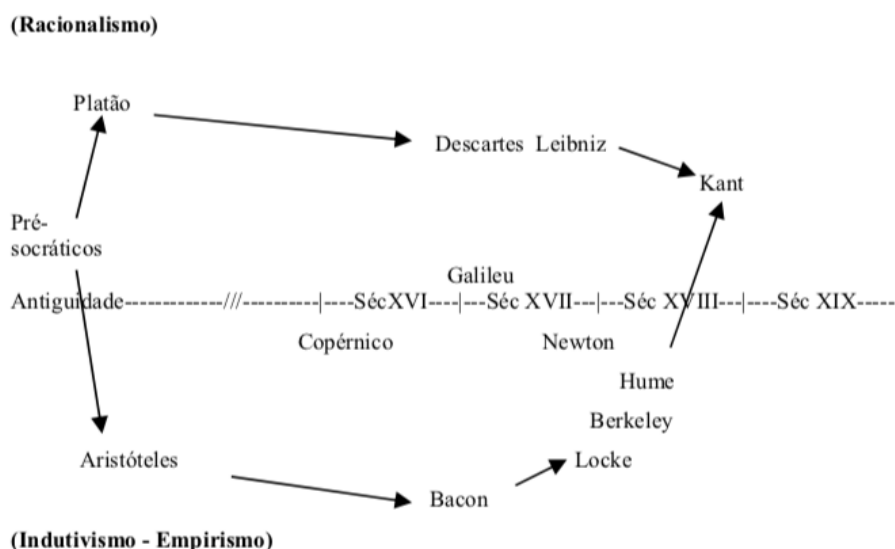 (Racionalismo)
Platão
Descartes Leibniz
Kant
Pré-
socráticos
Galileu
Antiguidade-------------///----------|----SécXVI----|---Séc XVII---|---Séc XVIII---|----Séc XIX-----
Copérnico
Newton
Hume
Berkeley
Aristóteles
Locke
Bacon
(Indutivismo - Empirismo)